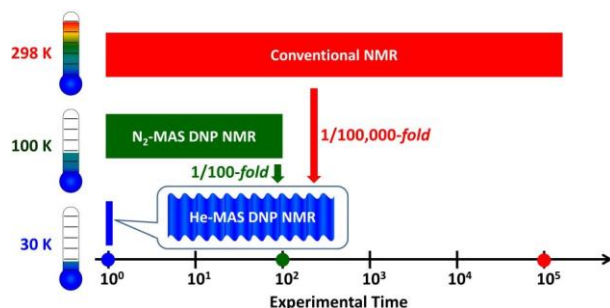 298 K
Conventional NMR
100 K
N₂-MAS DNP NMR
1/100,000-fold
1/100-fold
He-MAS DNP NMR
30 K
10⁰ 10¹ 10² 10³ 10⁴ 10⁵
Experimental Time